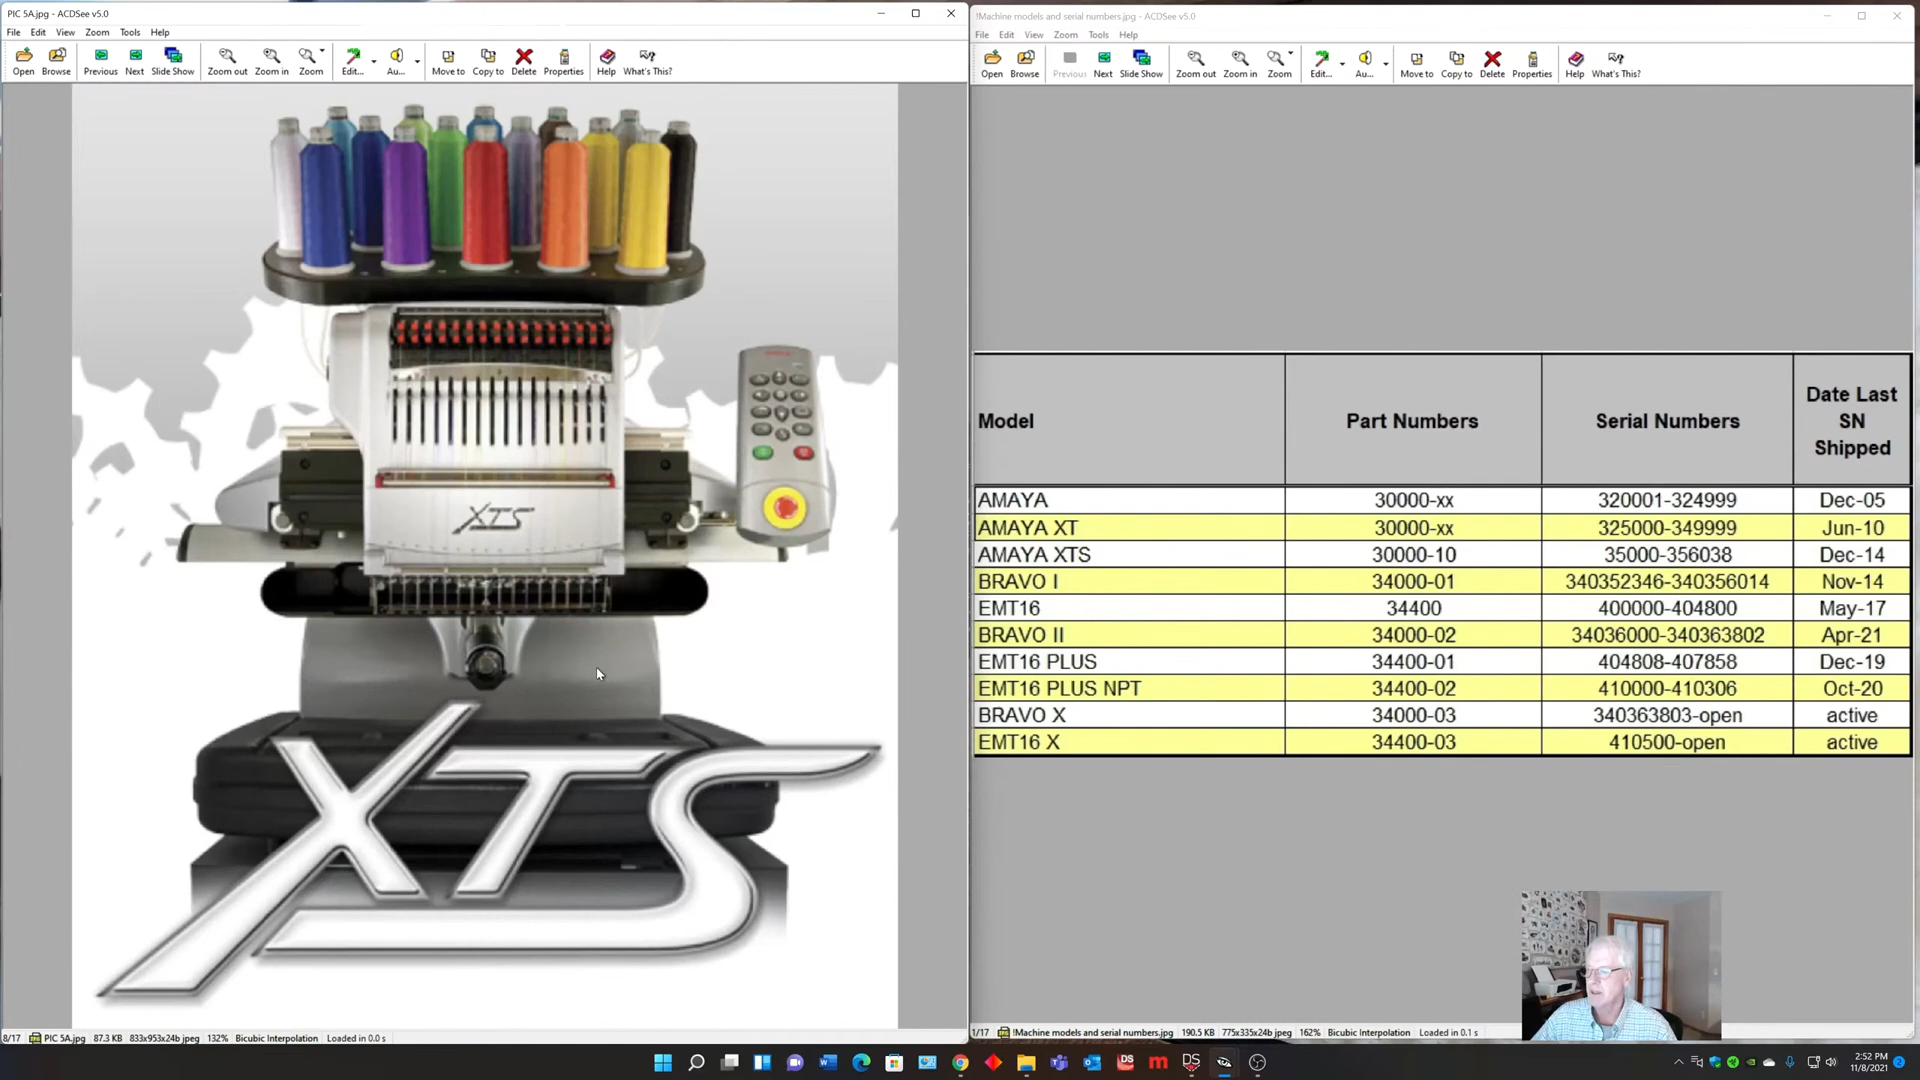 PIC 5A.jpg - ACDSee v5.0
File Edit View Zoom Tools Help
Open Browse Previous Next Slide Show Zoom out Zoom in Zoom Edit... Au... Move to Copy to Delete Properties Help What's This?
XTS
XTS
8/17 PIC 5A.jpg 87.3 KB 833x953x24b jpeg 132% Bicubic Interpolation Loaded in 0.0 s
!Machine models and serial numbers.jpg - ACDSee v5.0
File Edit View Zoom Tools Help
Open Browse Previous Next Slide Show Zoom out Zoom in Zoom Edit... Au... Move to Copy to Delete Properties Help What's This?
Model Part Numbers Serial Numbers Date Last SN Shipped
AMAYA 30000-xx 320001-324999 Dec-05
AMAYA XT 30000-xx 325000-349999 Jun-10
AMAYA XTS 30000-10 35000-356038 Dec-14
BRAVO I 34000-01 340352346-340356014 Nov-14
EMT16 34400 400000-404800 May-17
BRAVO II 34000-02 34036000-340363802 Apr-21
EMT16 PLUS 34400-01 404808-407858 Dec-19
EMT16 PLUS NPT 34400-02 410000-410306 Oct-20
BRAVO X 34000-03 340363803-open active
EMT16 X 34400-03 410500-open active
1/17 !Machine models and serial numbers.jpg 190.5 KB 775x335x24b jpeg 162% Bicubic Interpolation Loaded in 0.1 s
2:52 PM
11/8/2021